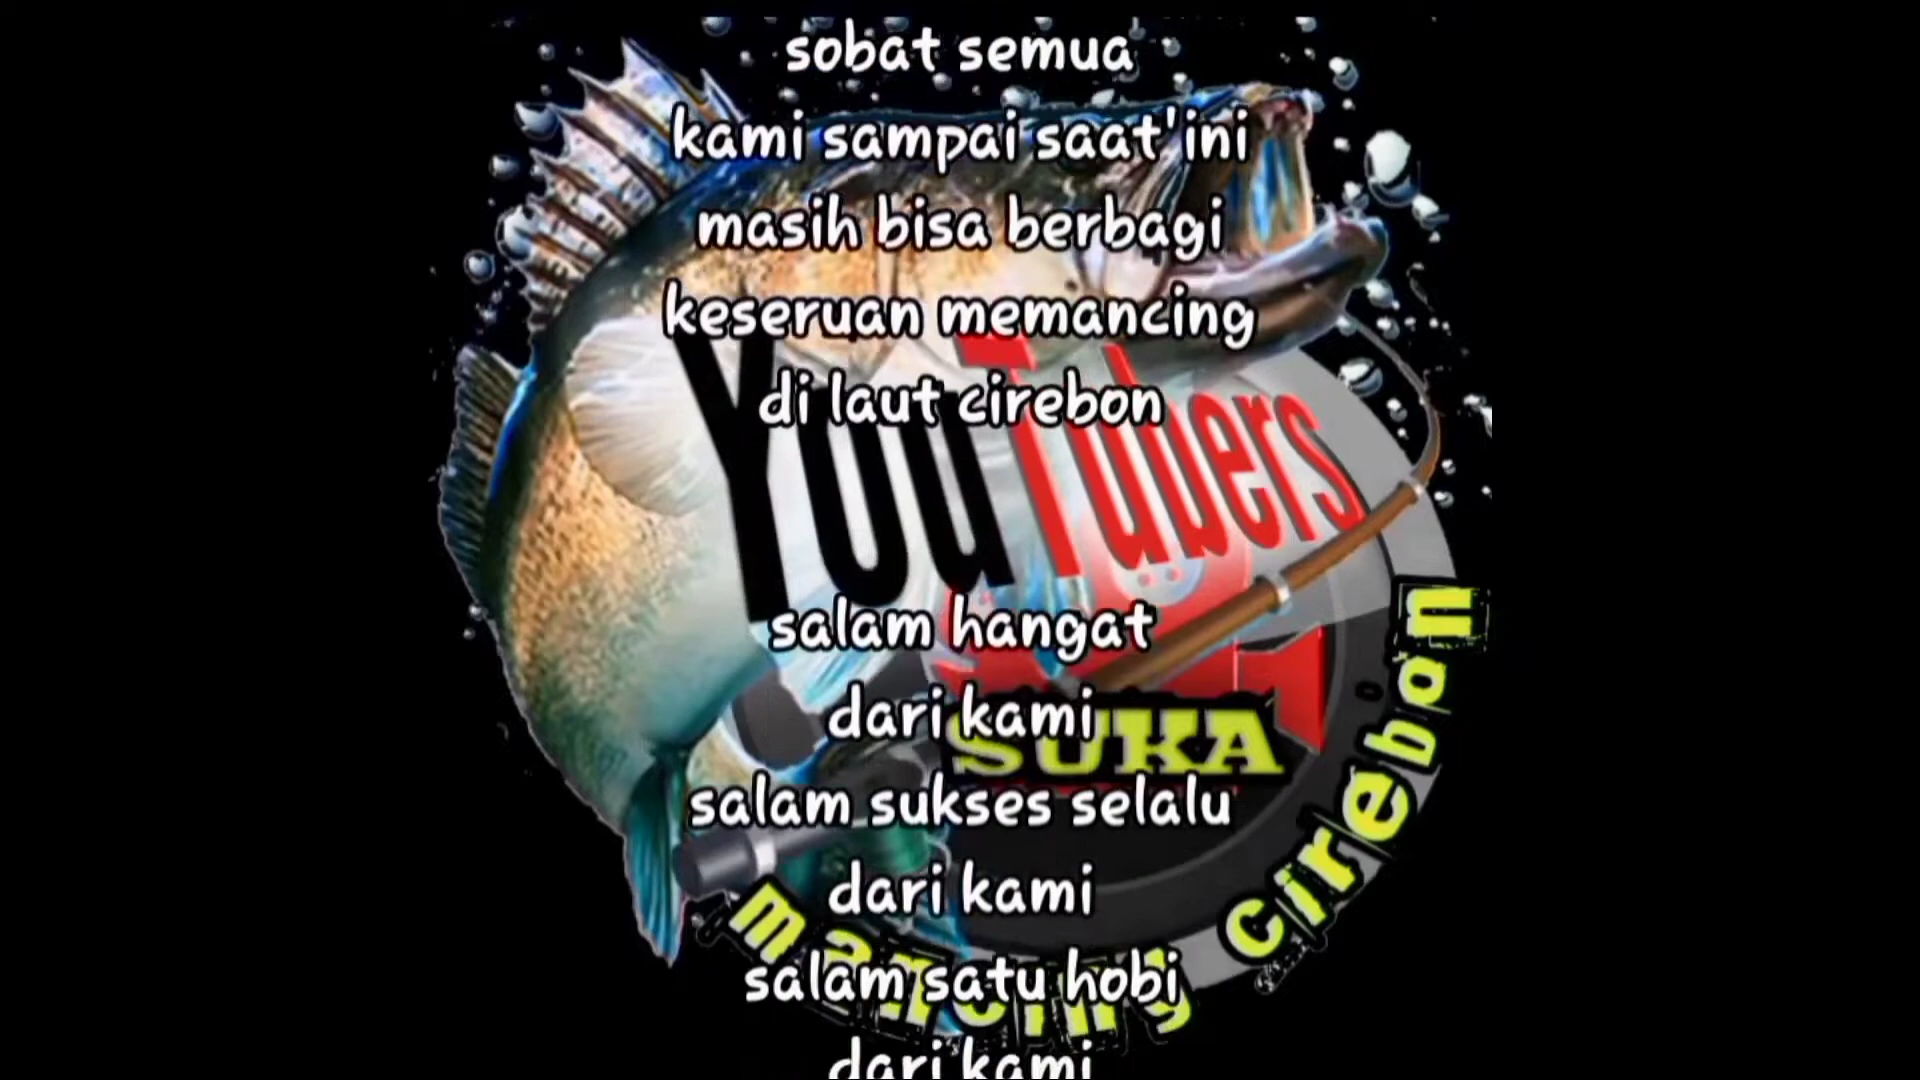 sobat semua
kami sampai saat'ini
masih bisa berbagi
keseruan memancing
di laut cirebon
YouTubers
salam hangat
dari kami
SUKA
salam sukses selalu
dari kami
mancing cirebon
salam satu hobi
dari kami